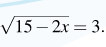 √15 − 2x = 3.